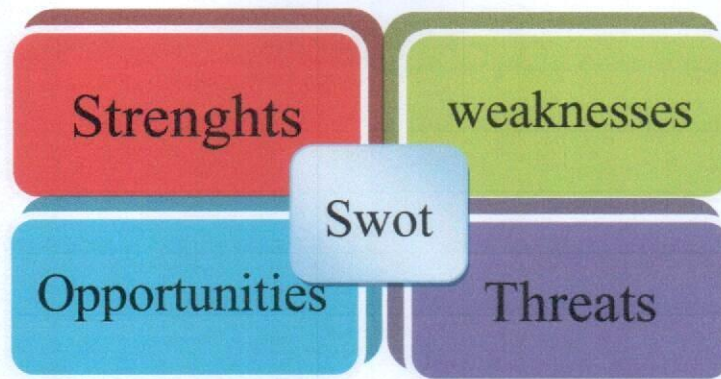 Strenghts
weaknesses
Swot
Opportunities
Threats